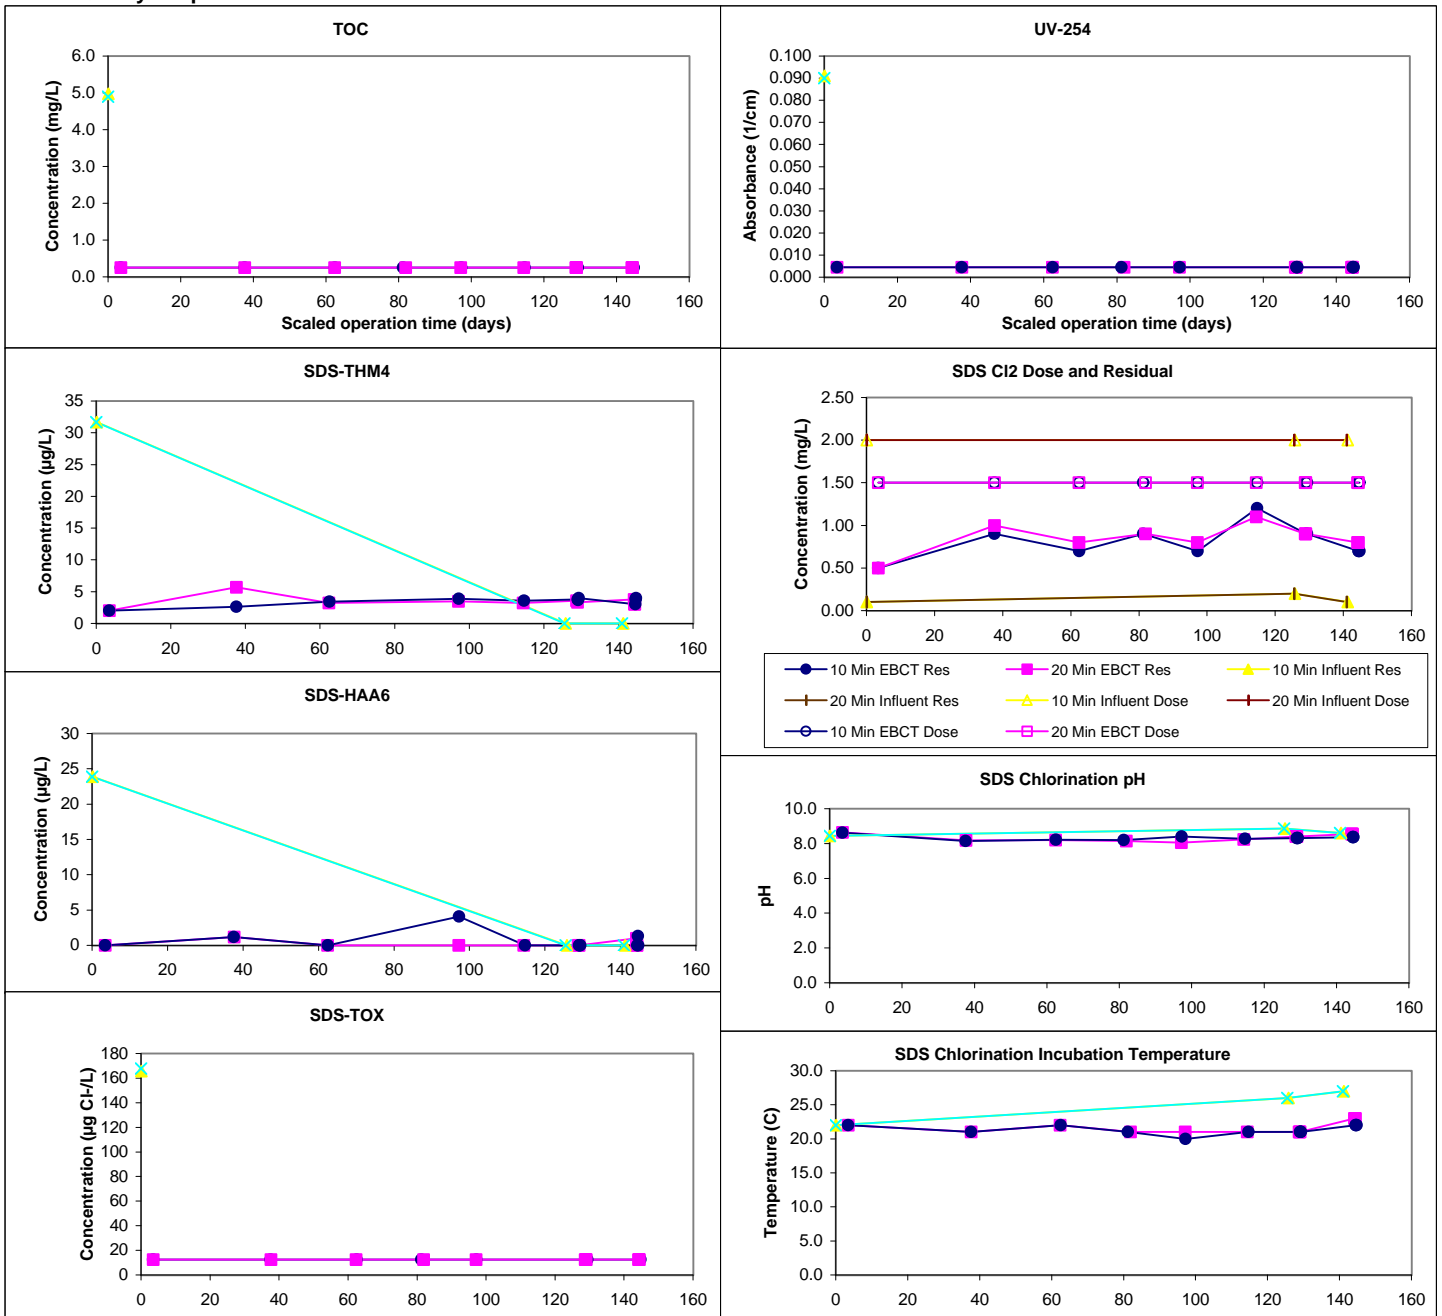 TOC
6.0
5.0
4.0
3.0
2.0
1.0
0.0
Concentration (mg/L)
0 20 40 60 80 100 120 140 160
Scaled operation time (days)
UV-254
0.100
0.090
0.080
0.070
0.060
0.050
0.040
0.030
0.020
0.010
0.000
Absorbance (1/cm)
0 20 40 60 80 100 120 140 160
Scaled operation time (days)
SDS-THM4
35
30
25
20
15
10
5
0
Concentration (µg/L)
0 20 40 60 80 100 120 140 160
SDS Cl2 Dose and Residual
2.50
2.00
1.50
1.00
0.50
0.00
Concentration (mg/L)
0 20 40 60 80 100 120 140 160
10 Min EBCT Res 20 Min EBCT Res 10 Min Influent Res
20 Min Influent Res 10 Min Influent Dose 20 Min Influent Dose
10 Min EBCT Dose 20 Min EBCT Dose
SDS-HAA6
30
25
20
15
10
5
0
Concentration (µg/L)
0 20 40 60 80 100 120 140 160
SDS Chlorination pH
10.0
8.0
6.0
4.0
2.0
0.0
pH
0 20 40 60 80 100 120 140 160
SDS-TOX
180
160
140
120
100
80
60
40
20
0
Concentration (µg Cl-/L)
0 20 40 60 80 100 120 140 160
SDS Chlorination Incubation Temperature
30.0
25.0
20.0
15.0
10.0
5.0
0.0
Temperature (C)
0 20 40 60 80 100 120 140 160